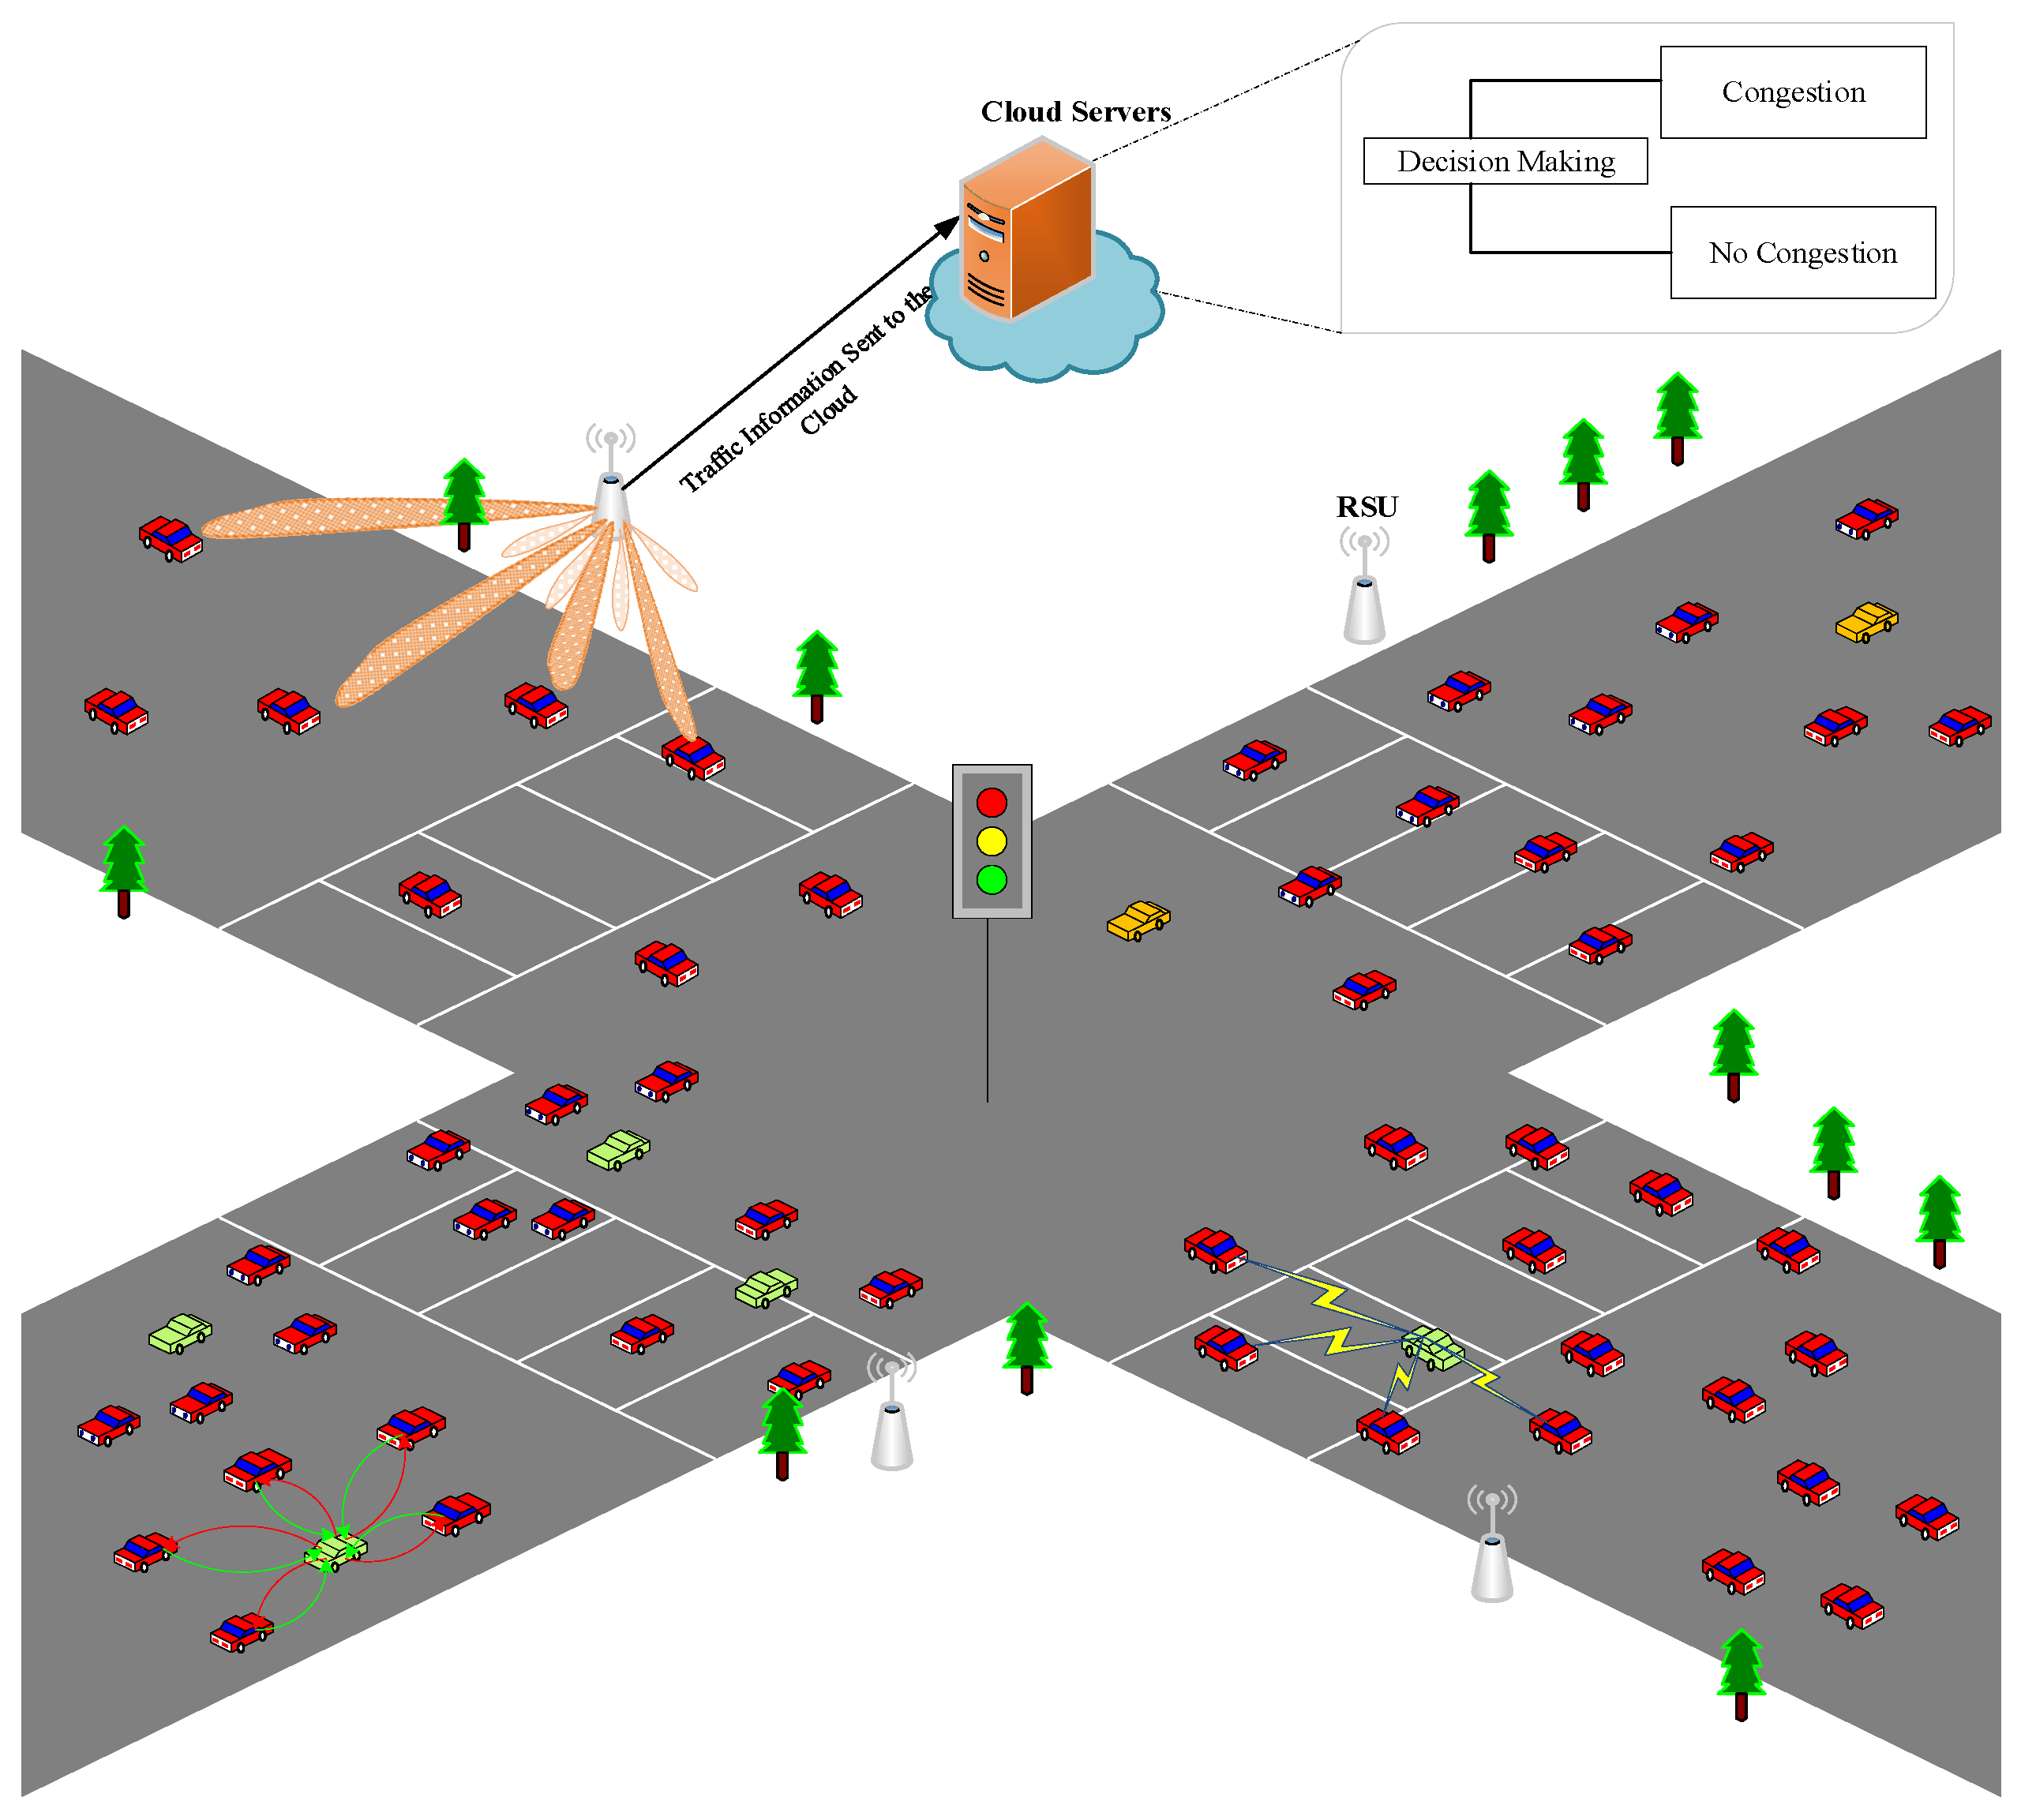 Cloud Servers
Congestion
Decision Making
No Congestion
Traffic Information Sent to the
Cloud
RSU